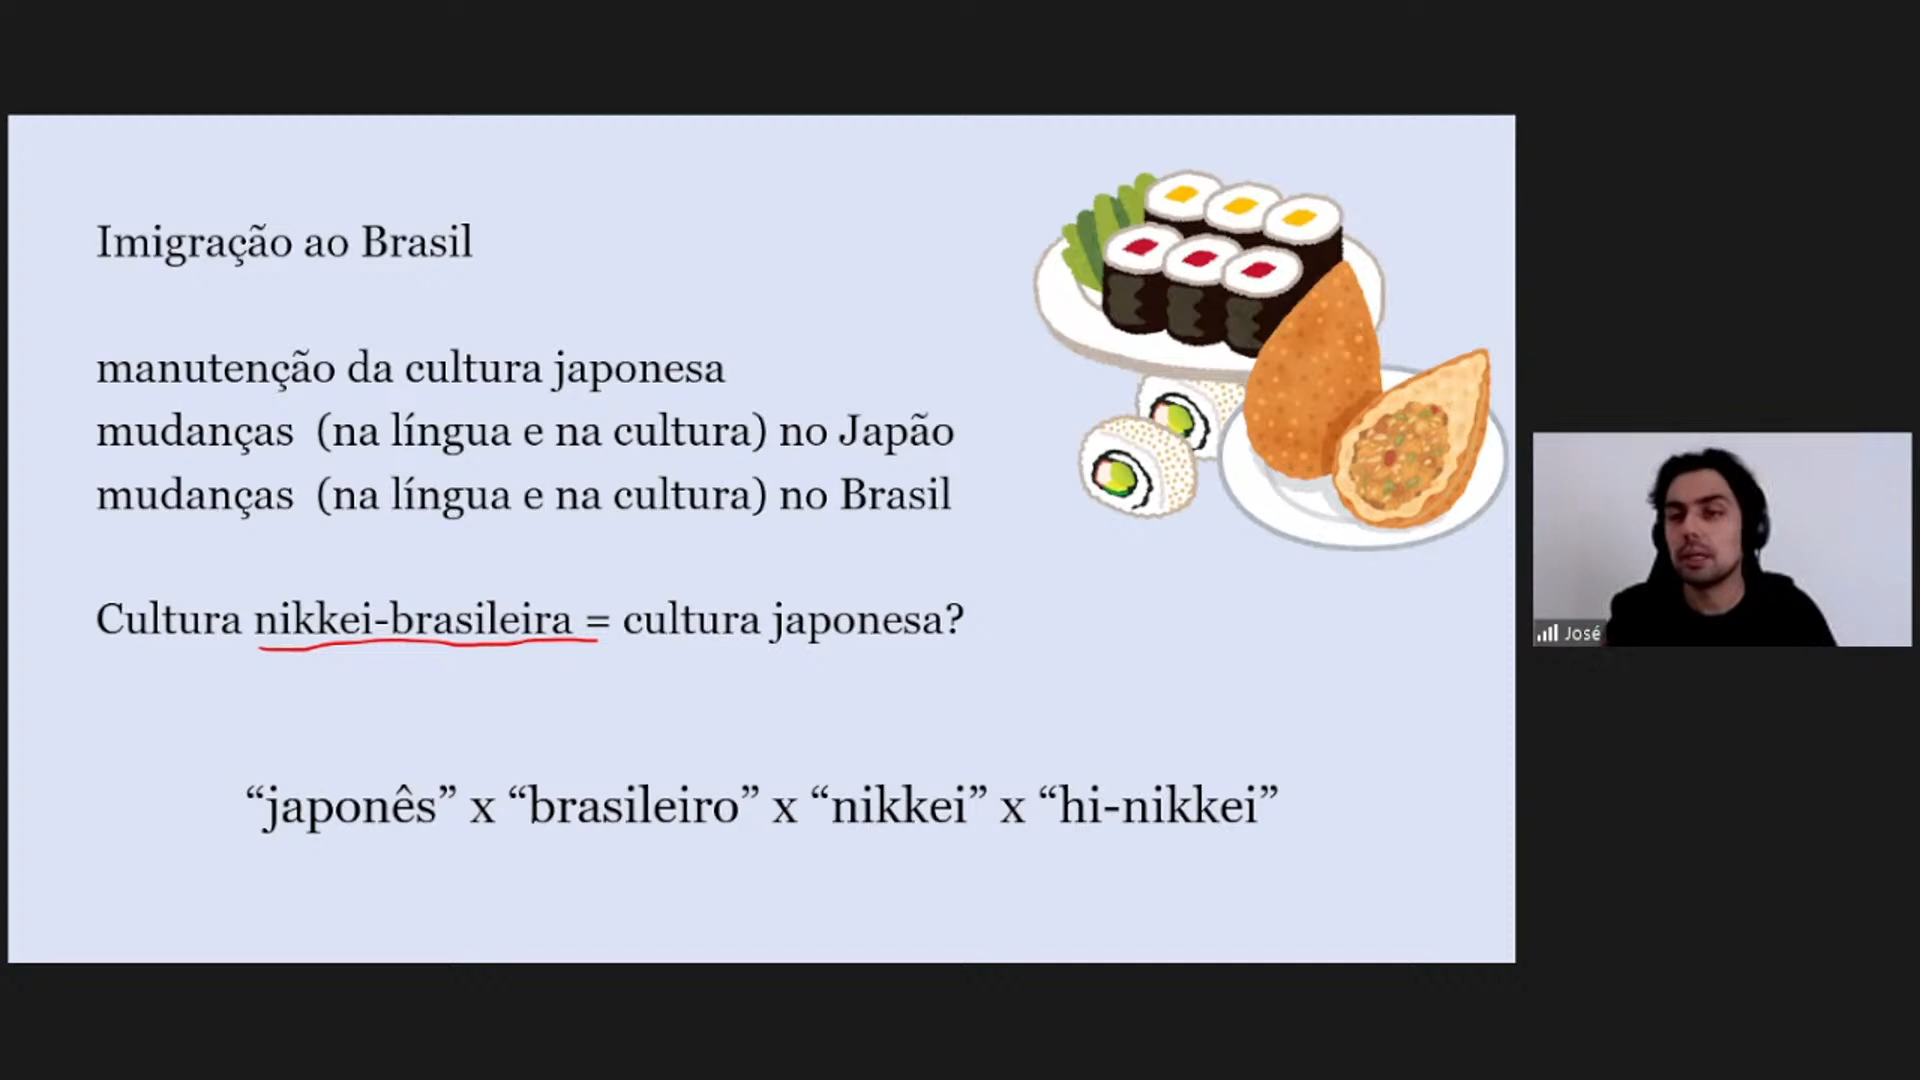 Imigração ao Brasil
manutenção da cultura japonesa
mudanças (na língua e na cultura) no Japão
mudanças (na língua e na cultura) no Brasil
Cultura nikkei-brasileira = cultura japonesa?
“japonês” x “brasileiro” x “nikkei” x “hi-nikkei”
José